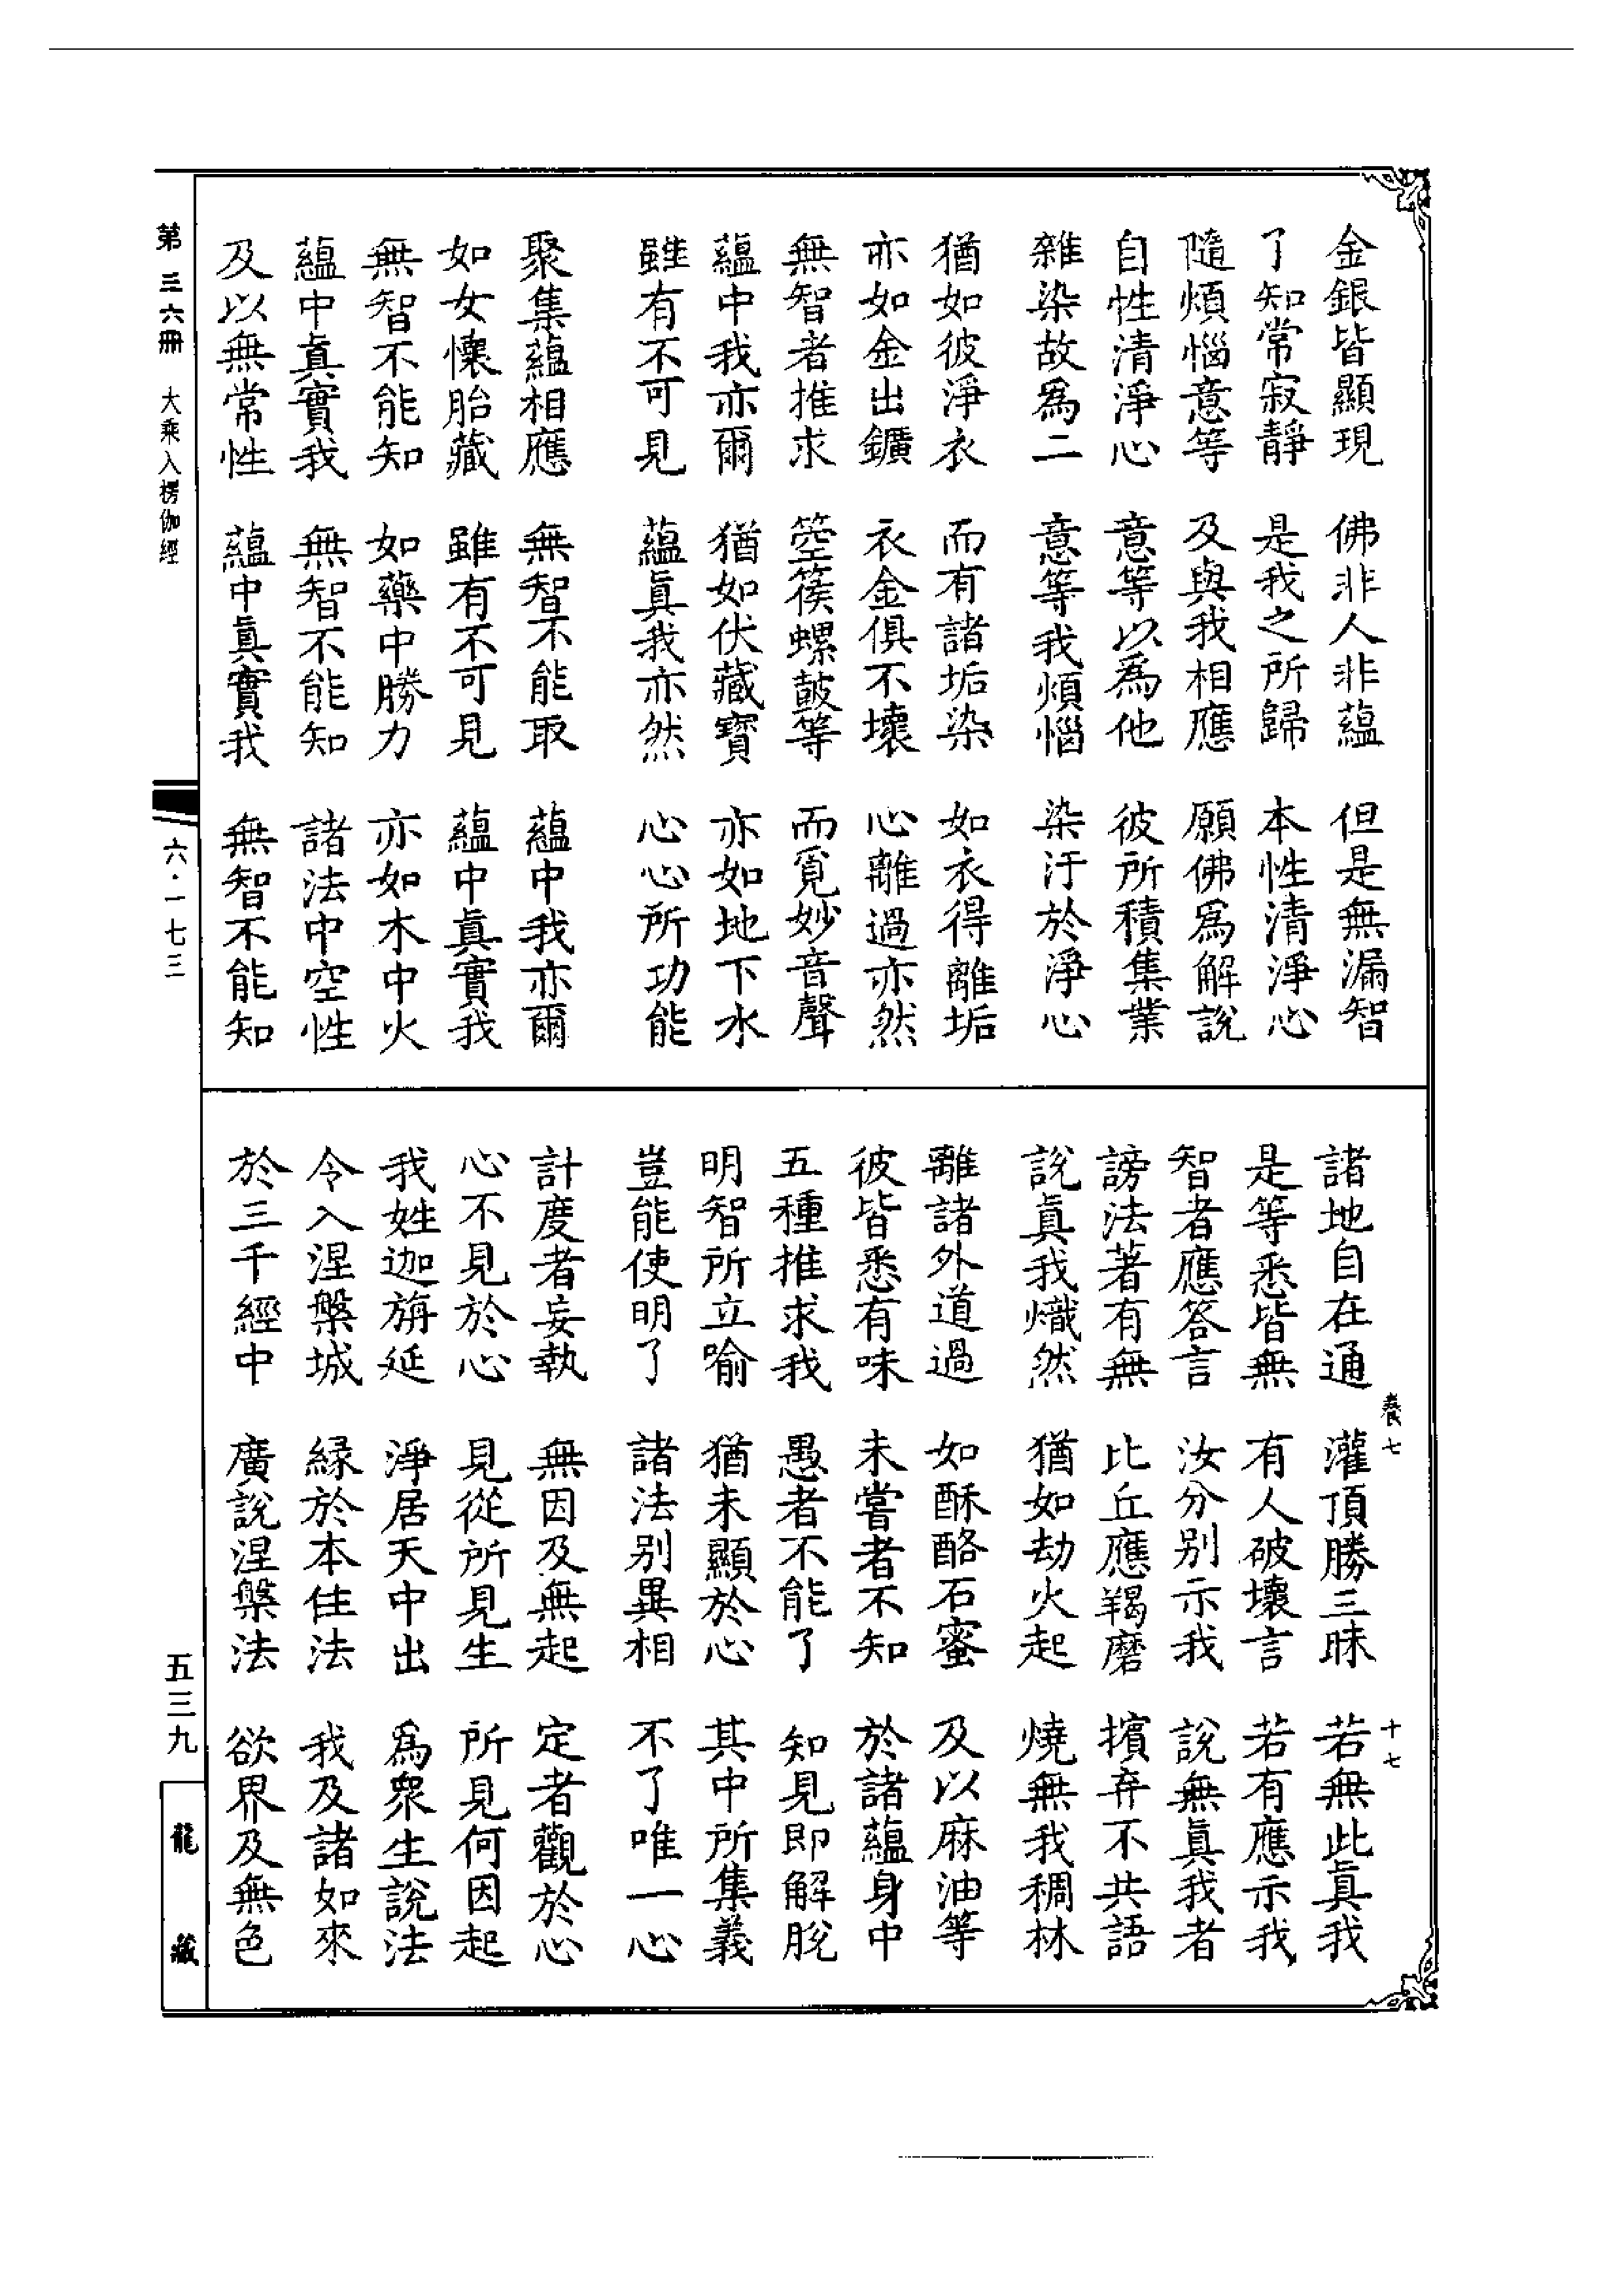 金銀皆顯現　佛非人非蘊　但是無漏智
了知常寂靜　是我之所歸　本性清淨心
隨煩惱意等　及與我相應　願佛爲解說
自性清淨心　意等以爲他　彼所積集業
雜染故爲二　意等我煩惱　染汙於淨心
猶如彼淨衣　而有諸垢染　如衣得離垢
亦如金出鑛　衣金俱不壞　心離過亦然
無智者推求　箜篌螺鼓等　而覓妙音聲
蘊中我亦爾　猶如伏藏寶　亦如地下水
雖有不可見　蘊眞我亦然　心心所功能
聚集蘊相應　無智不能取　蘊中我亦爾
如女懷胎藏　雖有不可見　蘊中眞實我
無智不能知　如藥中勝力　亦如木中火
蘊中眞實我　無智不能知　諸法中空性
及以無常性　蘊中眞實我　無智不能知
諸地自在通　灌頂勝三昧　若無此眞我
是等悉皆無　有人破壞言　若有應示我
智者應答言　汝分別示我　說無眞我者
謗法著有無　比丘應羯磨　擯弃不共語
說眞我熾然　猶如劫火起　燒無我稠林
離諸外道過　如酥酪石蜜　及以麻油等
彼皆悉有味　未嘗者不知　於諸蘊身中
五種推求我　愚者不能了　知見即解脫
明智所立喻　猶未顯於心　其中所集義
豈能使明了　諸法別異相　不了唯一心
計度者妄執　無因及無起　定者觀於心
心不見於心　見從所見生　所見何因起
我姓迦旃延　淨居天中出　爲衆生說法
令入涅槃城　緣於本住法　我及諸如來
於三千經中　廣說涅槃法　欲界及無色
卷七　十七
第三六冊　大乘入楞伽經
六·一七三
五三九
龍藏